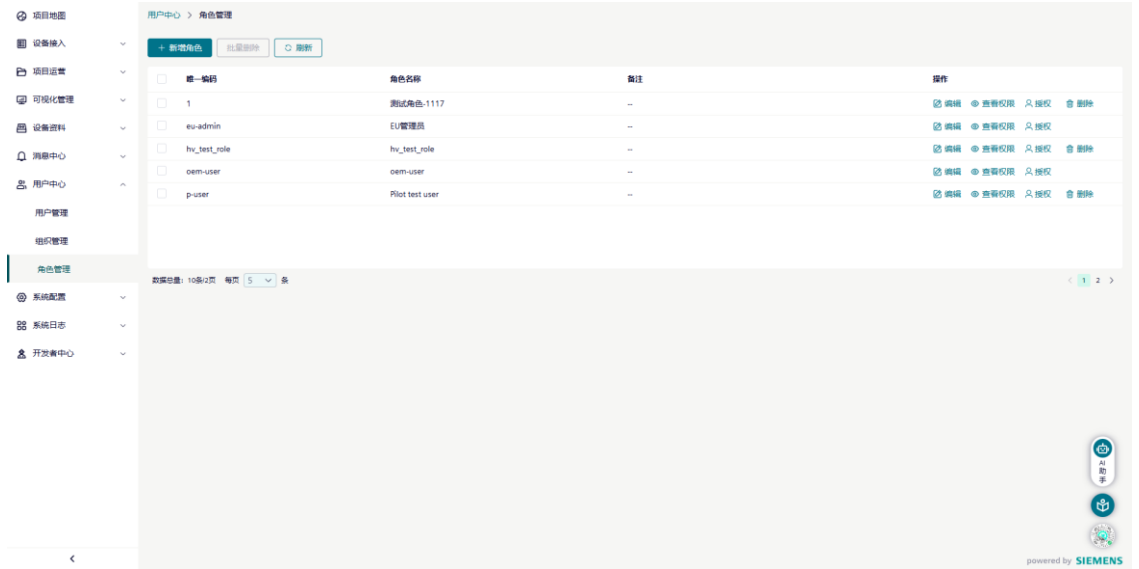 项目地图
设备接入
项目运营
可视化管理
设备资料
消息中心
用户中心
用户管理
组织管理
角色管理
系统配置
系统日志
开发者中心
用户中心 > 角色管理
+ 新增角色 批量删除 刷新
唯一编码 角色名称 备注 操作
1 测试角色-1117 -- 编辑 查看权限 授权 删除
eu-admin EU管理员 -- 编辑 查看权限 授权
hv_test_role hv_test_role -- 编辑 查看权限 授权 删除
oem-user oem-user -- 编辑 查看权限 授权
p-user Pilot test user -- 编辑 查看权限 授权 删除
数据总量: 10条/2页 每页 5 条 < 1 2 >
AI
助
手
powered by SIEMENS